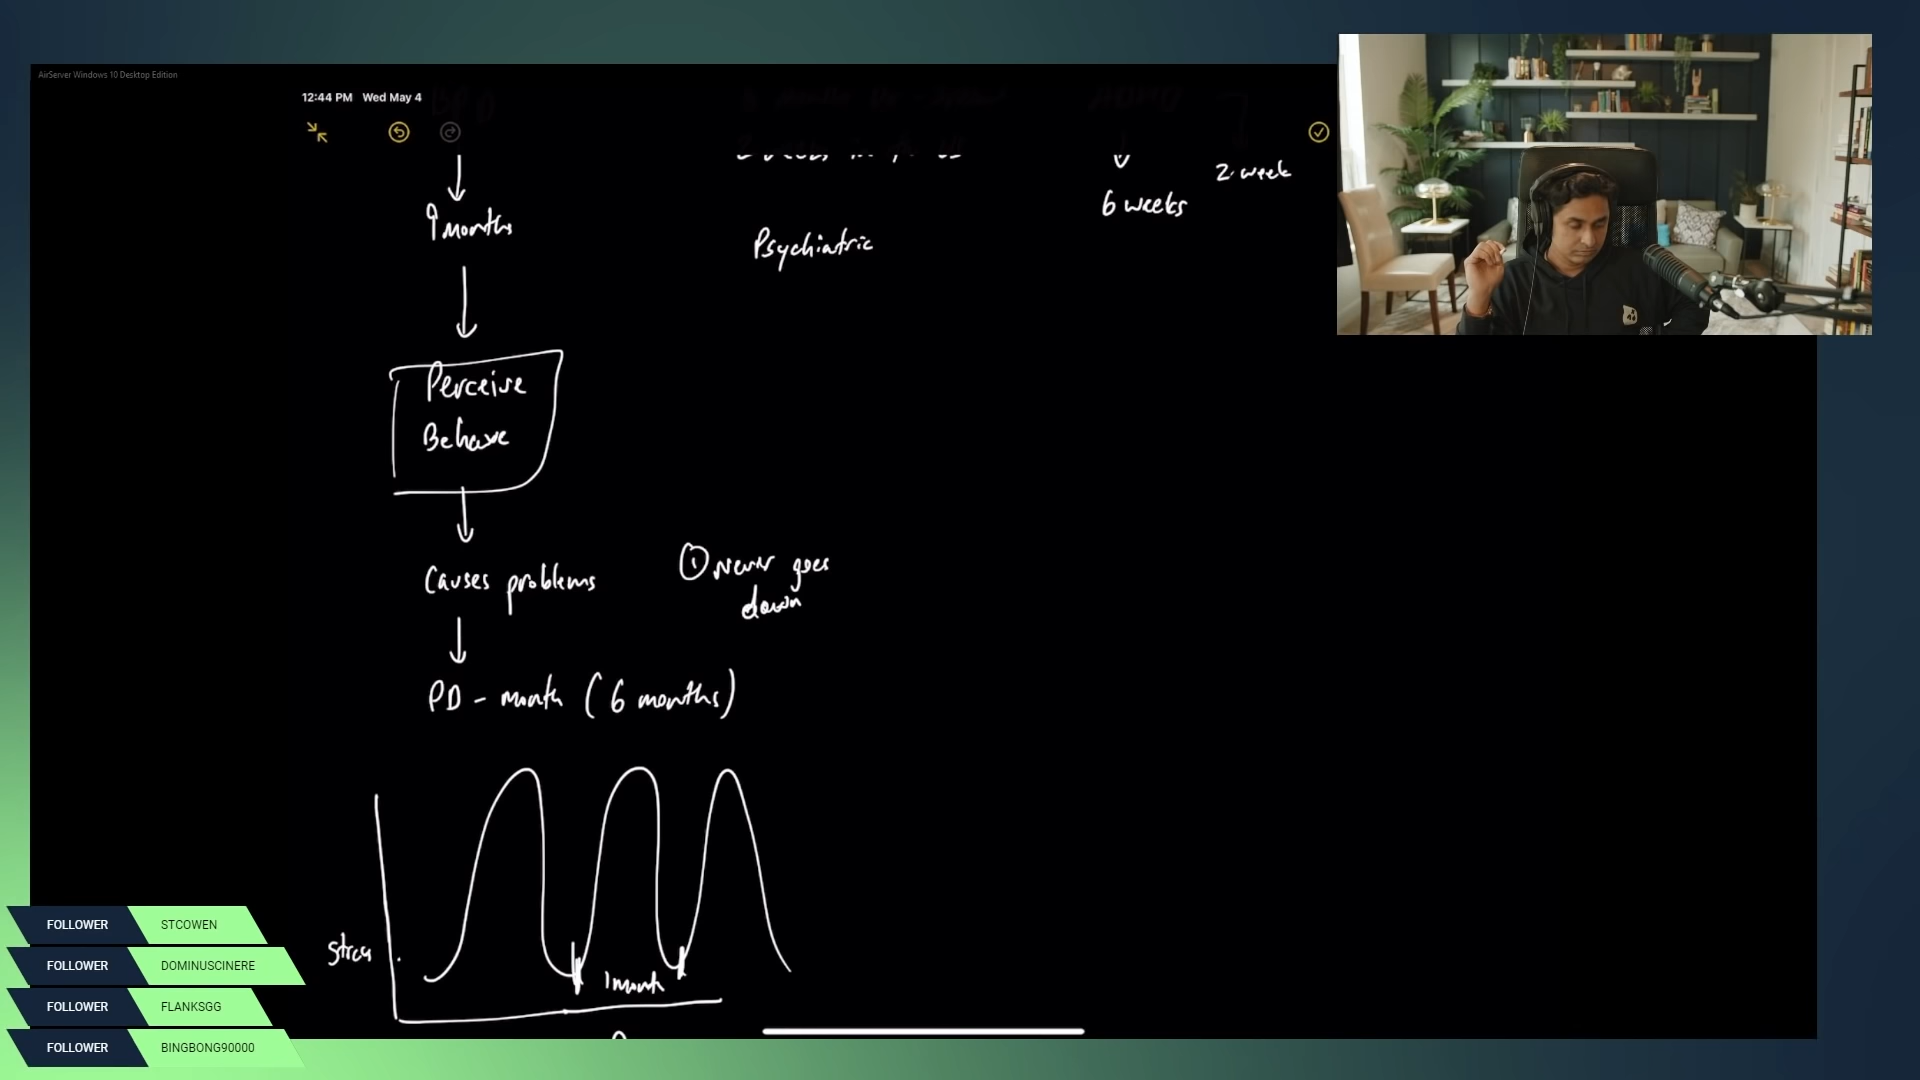 AirServer Windows 10 Desktop Edition
12:44 PM Wed May 4
2 week
6 weeks
9 months
Psychiatric
Perceive
Behave
Causes problems
① Never goes
down
PD - month (6 months)
1 month
FOLLOWER STCOWEN
FOLLOWER DOMINUSCINERE
FOLLOWER FLANKSGG
FOLLOWER BINGBONG90000